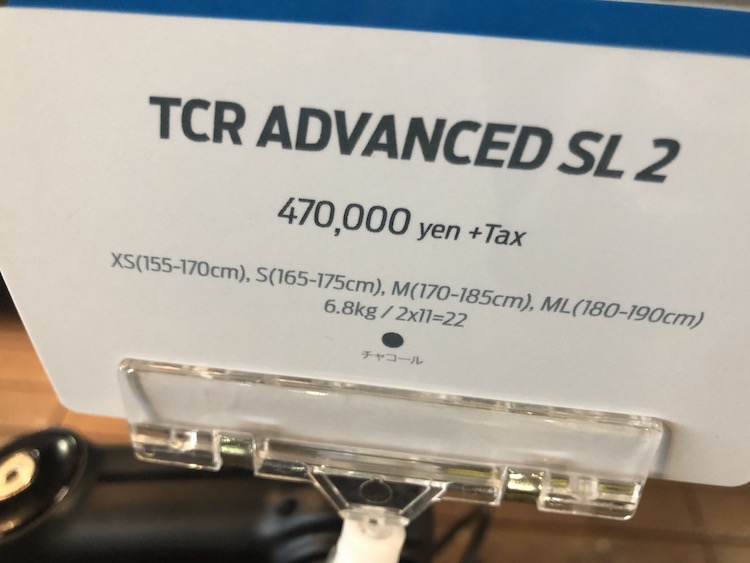 TCR ADVANCED SL 2
470,000 yen +Tax
XS(155-170cm), S(165-175cm), M(170-185cm), ML(180-190cm)
6.8kg / 2x11=22
チャコール